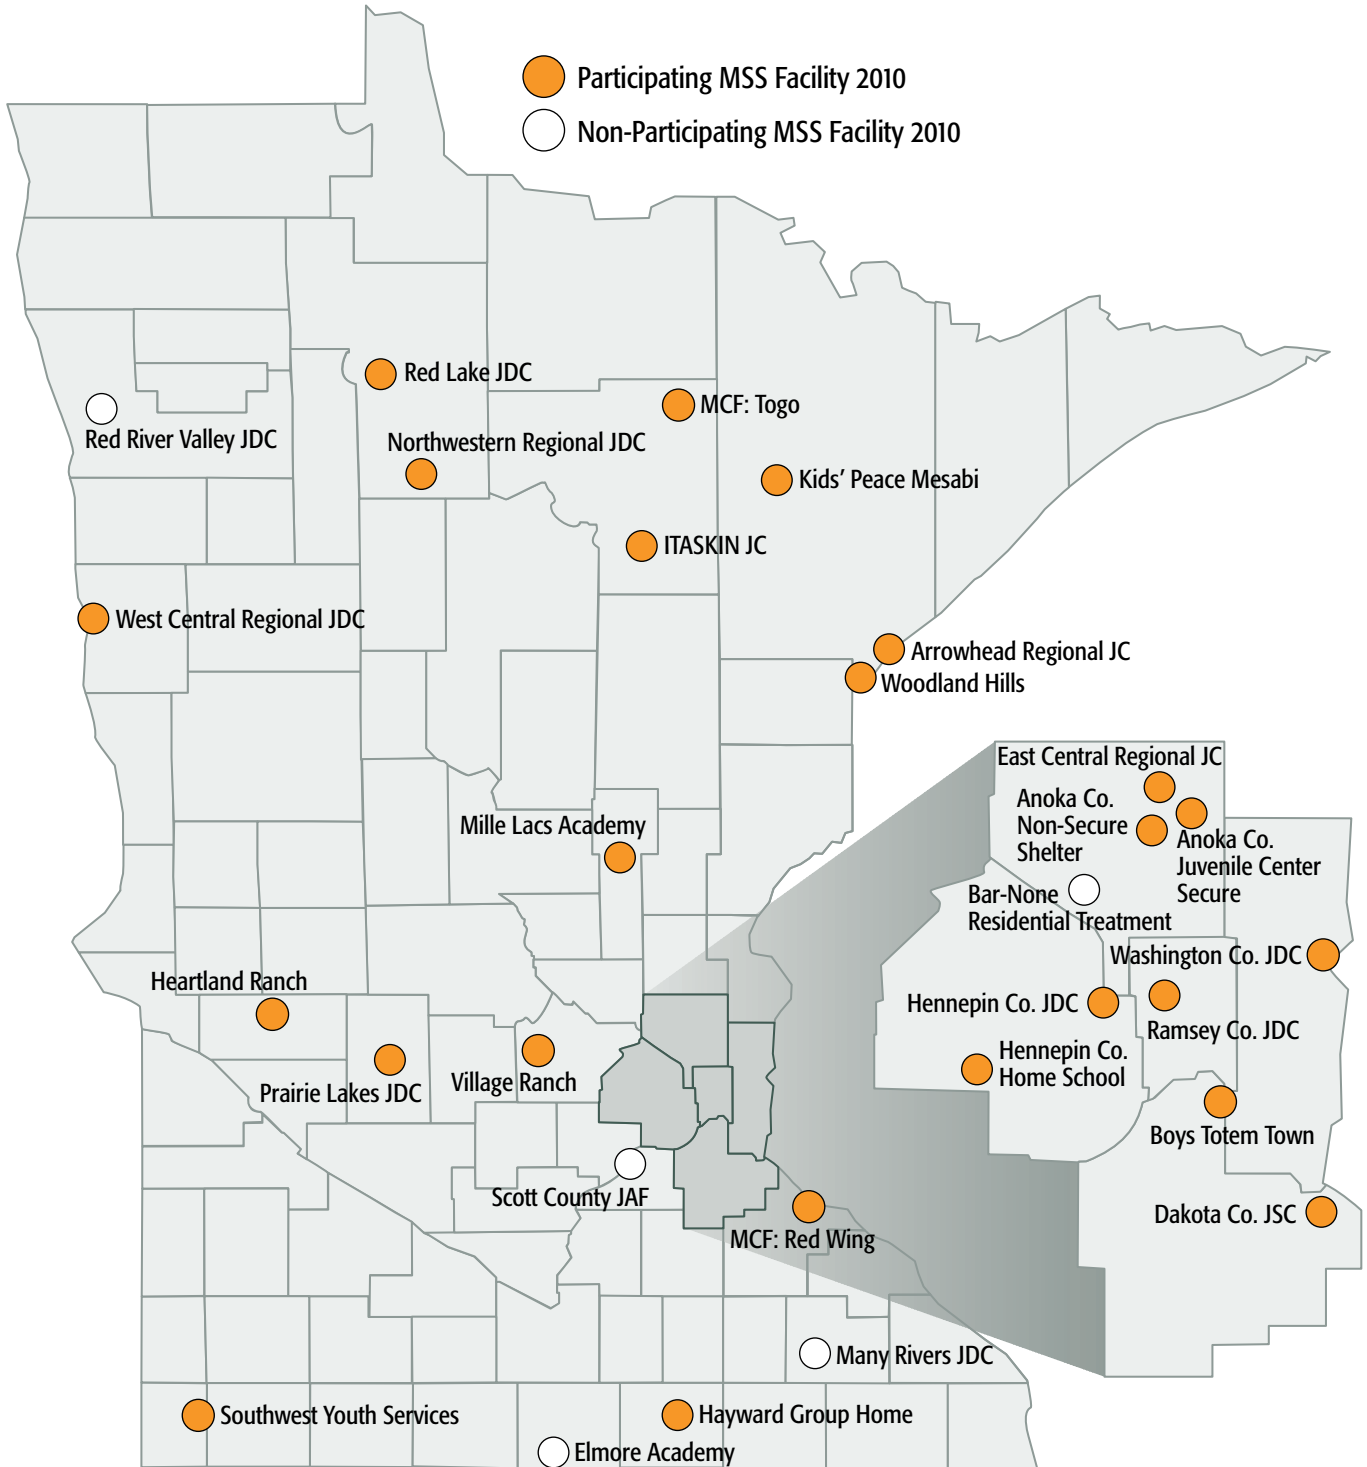 Participating MSS Facility 2010
Non-Participating MSS Facility 2010
Red Lake JDC
MCF: Togo
Red River Valley JDC
Northwestern Regional JDC
Kids' Peace Mesabi
ITASKIN JC
West Central Regional JDC
Arrowhead Regional JC
Woodland Hills
East Central Regional JC
Anoka Co.
Non-Secure
Shelter
Anoka Co.
Juvenile Center
Secure
Mille Lacs Academy
Bar-None
Residential Treatment
Washington Co. JDC
Heartland Ranch
Hennepin Co. JDC
Ramsey Co. JDC
Hennepin Co.
Home School
Prairie Lakes JDC
Village Ranch
Boys Totem Town
Scott County JAF
Dakota Co. JSC
MCF: Red Wing
Many Rivers JDC
Southwest Youth Services
Hayward Group Home
Elmore Academy